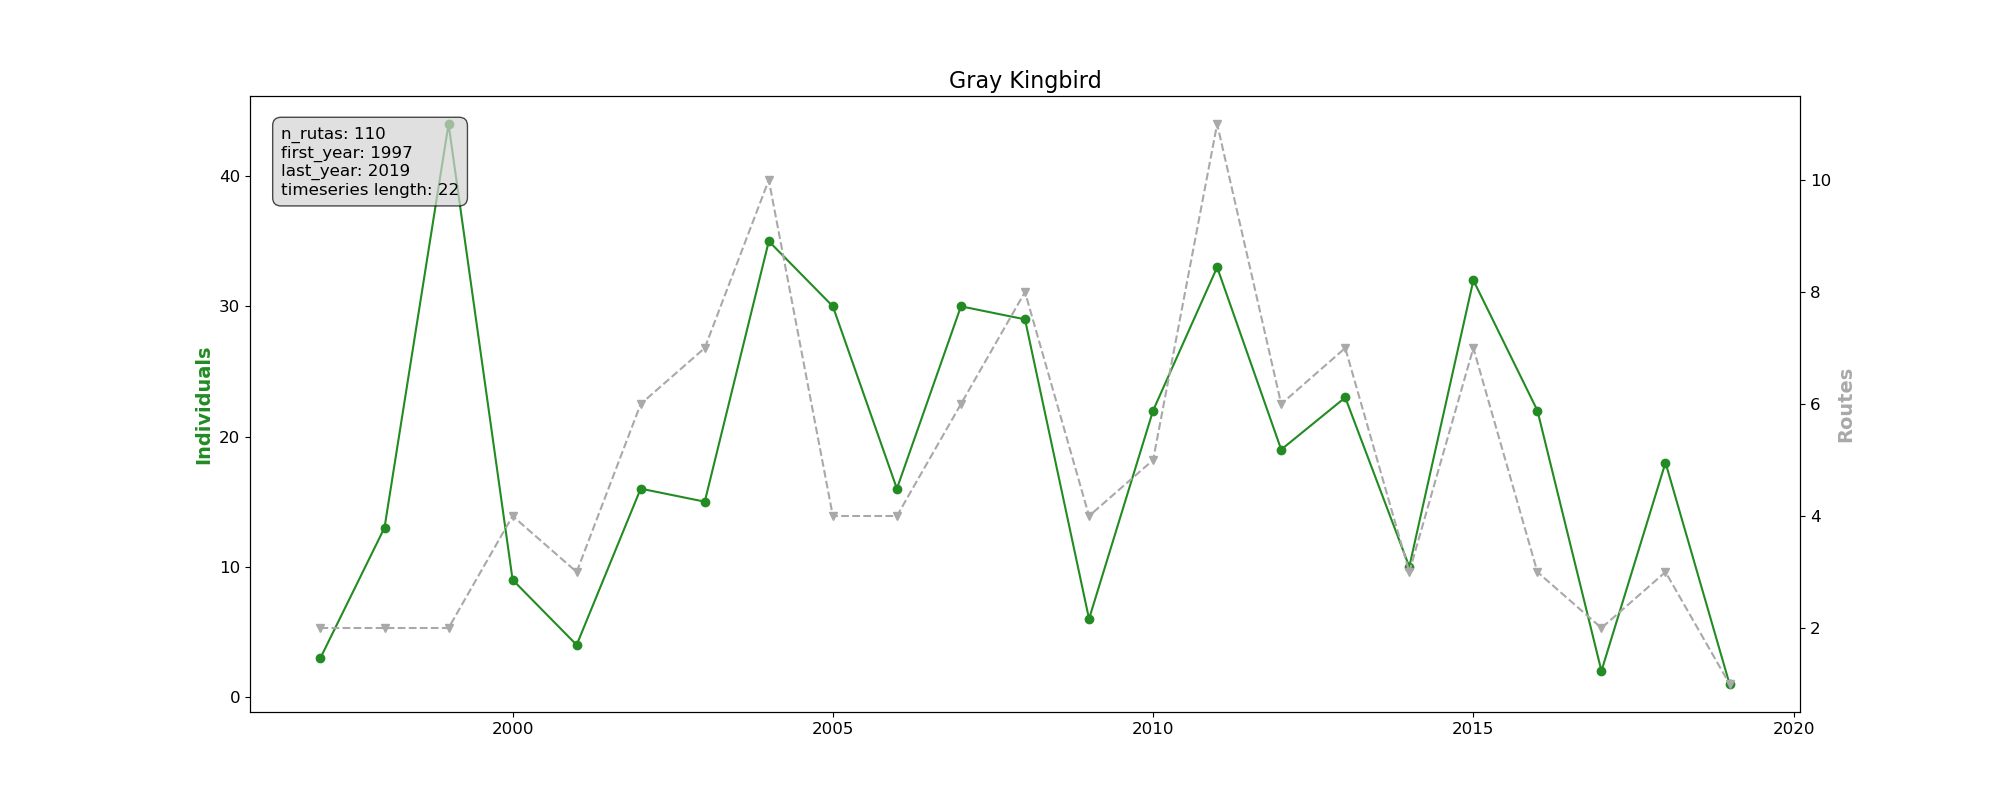 Gray Kingbird
n_rutas: 110
first_year: 1997
last_year: 2019
timeseries length: 22
Individuals
40
30
20
10
0
Routes
10
8
6
4
2
2000
2005
2010
2015
2020